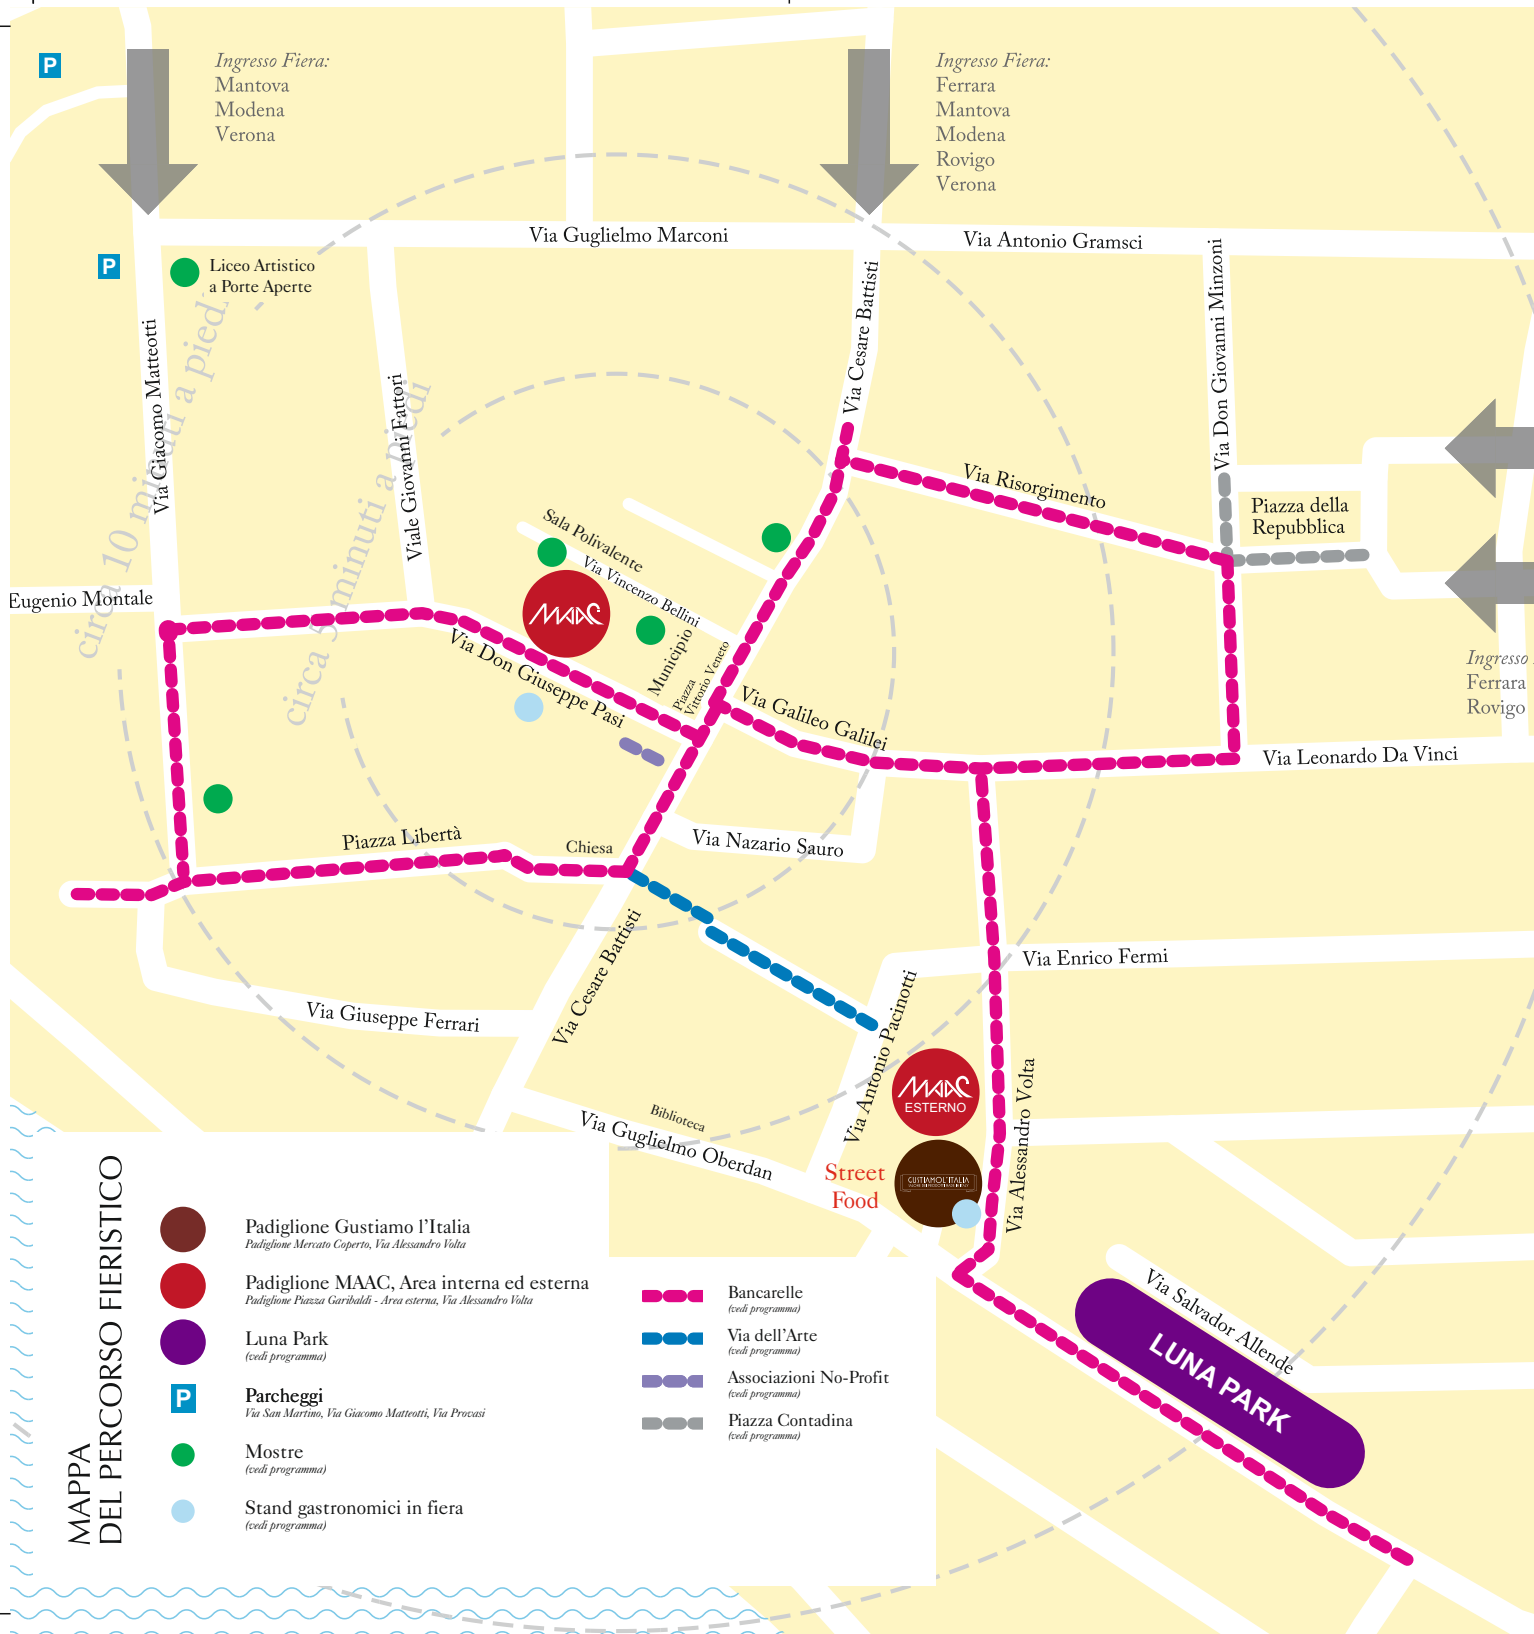 P
Ingresso Fiera:
Mantova
Modena
Verona
Ingresso Fiera:
Ferrara
Mantova
Modena
Rovigo
Verona
Via Guglielmo Marconi
Via Antonio Gramsci
P
Liceo Artistico
a Porte Aperte
Via Giacomo Matteotti
Viale Giovanni Fattori
Via Cesare Battisti
Via Don Giovanni Minzoni
circa 10 minuti a piedi
circa 5 minuti a piedi
Via Risorgimento
Piazza della
Repubblica
Sala Polivalente
Via Vincenzo Bellini
Eugenio Montale
MAAC
Municipio
Piazza
Vittorio Veneto
Via Don Giuseppe Pasi
Via Galileo Galilei
Ingresso
Ferrara
Rovigo
Via Leonardo Da Vinci
Piazza Libertà
Chiesa
Via Nazario Sauro
Via Cesare Battisti
Via Enrico Fermi
Via Antonio Pacinotti
Via Giuseppe Ferrari
MAAC
ESTERNO
Via Alessandro Volta
Biblioteca
Via Guglielmo Oberdan
Street
Food
GUSTIAMOL'ITALIA
Via Salvador Allende
LUNA PARK
MAPPA
DEL PERCORSO FIERISTICO
Padiglione Gustiamo l’Italia
Padiglione Mercato Coperto, Via Alessandro Volta
Padiglione MAAC, Area interna ed esterna
Padiglione Piazza Garibaldi - Area esterna, Via Alessandro Volta
Luna Park
(vedi programma)
P
Parcheggi
Via San Martino, Via Giacomo Matteotti, Via Provasi
Mostre
(vedi programma)
Stand gastronomici in fiera
(vedi programma)
Bancarelle
(vedi programma)
Via dell’Arte
(vedi programma)
Associazioni No-Profit
(vedi programma)
Piazza Contadina
(vedi programma)